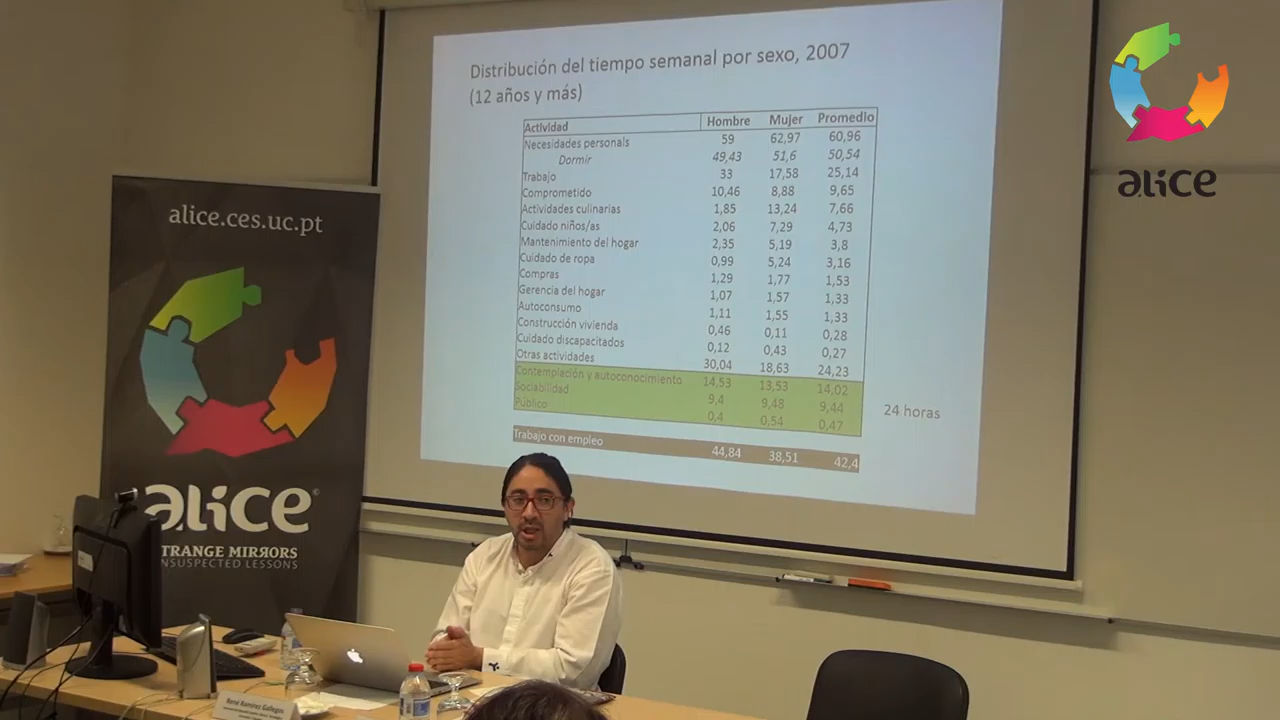 Distribución del tiempo semanal por sexo, 2007
(12 años y más)
Actividad Hombre Mujer Promedio
Necesidades personals 59 62,97 60,96
Dormir 49,43 51,6 50,54
Trabajo 33 17,58 25,14
Comprometido 10,46 8,88 9,65
Actividades culinarias 1,85 13,24 7,66
Cuidado niños/as 2,06 7,29 4,73
Mantenimiento del hogar 2,35 5,19 3,8
Cuidado de ropa 0,99 5,24 3,16
Compras 1,29 1,77 1,53
Gerencia del hogar 1,07 1,57 1,33
Autoconsumo 1,11 1,55 1,33
Construcción vivienda 0,46 0,11 0,28
Cuidado discapacitados 0,12 0,43 0,27
Otras actividades 30,04 18,63 24,23
Contemplación y autoconocimiento 14,53 13,53 14,02
Sociabilidad 9,4 9,48 9,44
Público 0,4 0,54 0,47
24 horas
Trabajo con empleo 44,84 38,51 42,4
alice
alice.ces.uc.pt
alice
TRANGE MIRRORS
NSUSPECTED LESSONS
René Ramírez Gallegos